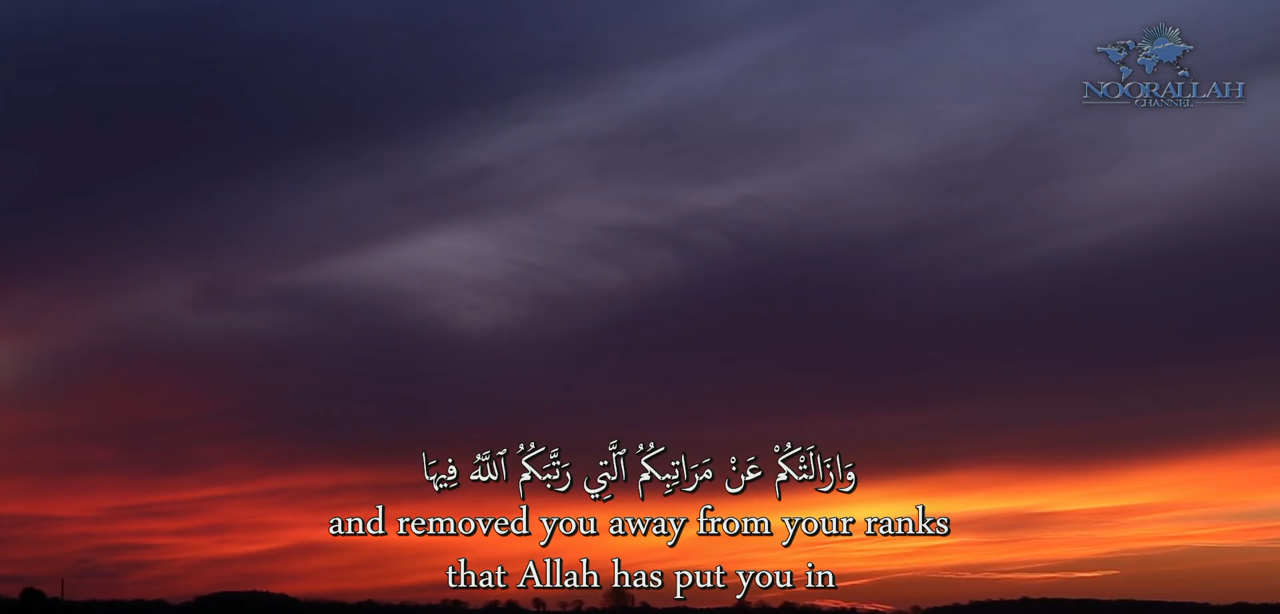 NOORALLAH
CHANNEL
وَازَالَتْكُمْ عَنْ مَرَاتِبِكُمُ ٱلَّتِي رَتَّبَكُمُ ٱللَّهُ فِيهَا
and removed you away from your ranks
that Allah has put you in